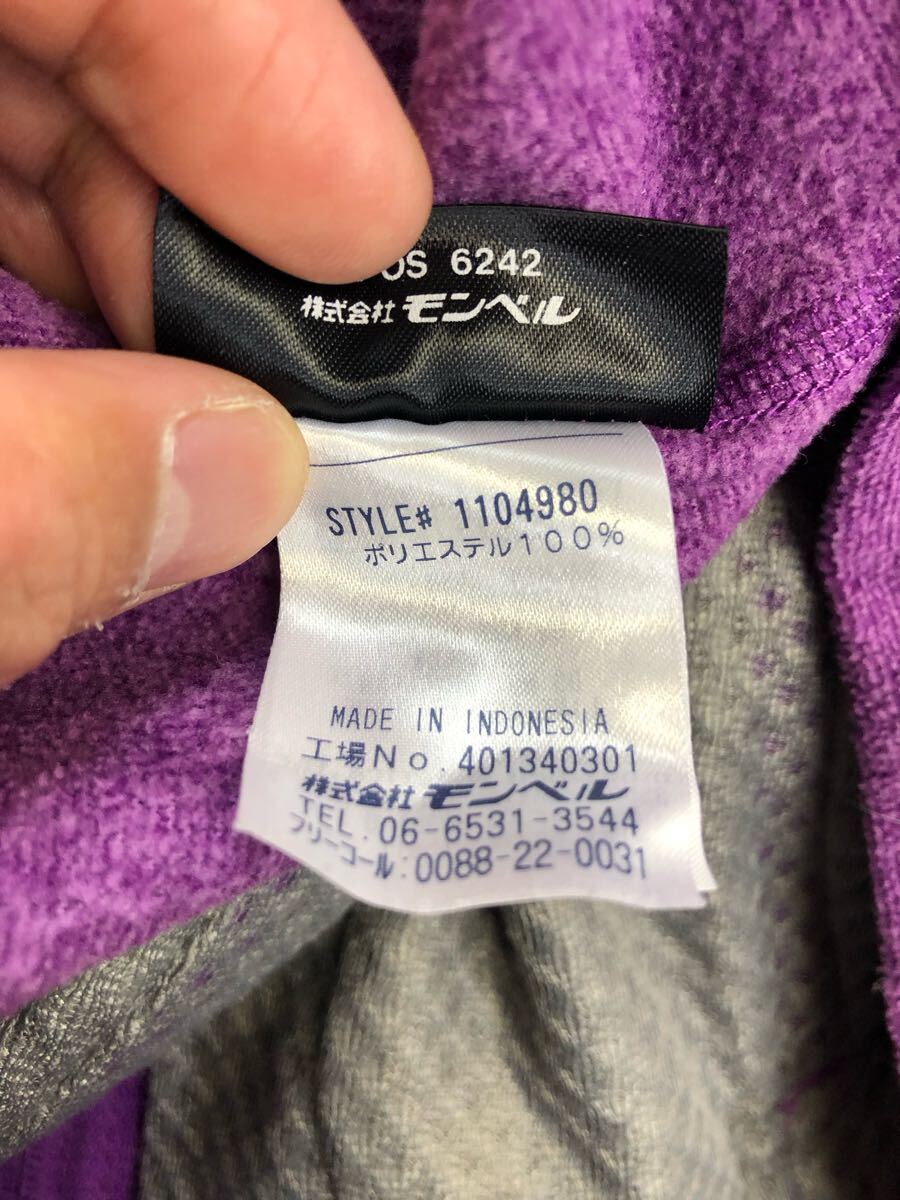 OS 6242
株式会社 モンベル
STYLE# 1104980
ポリエステル100%
MADE IN INDONESIA
工場No.401340301
株式会社 モンベル
TEL.06-6531-3544
フリーコール:0088-22-0031